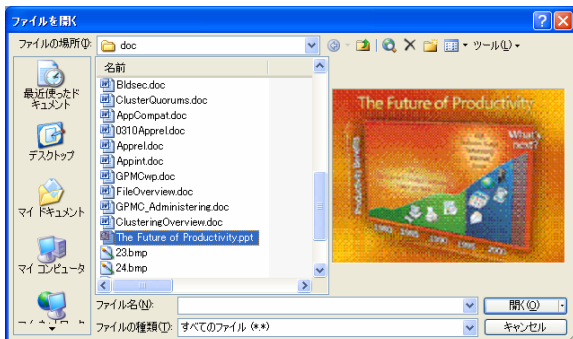 ファイルを開く
ファイルの場所(I):
doc
ツール(L)
最近使ったドキュメント
デスクトップ
マイ ドキュメント
マイ コンピュータ
名前
Bldsec.doc
ClusterQuorums.doc
AppCompat.doc
0310Apprel.doc
Apprel.doc
Appint.doc
GPMCwp.doc
FileOverview.doc
GPMC_Administering.doc
ClusteringOverview.doc
The Future of Productivity.ppt
23.bmp
24.bmp
The Future of Productivity
What's
next?
Productivity Benefits
1980 1985 1990 1995 2000
ファイル名(N):
開く(O)
ファイルの種類(T):
すべてのファイル (*.*)
キャンセル